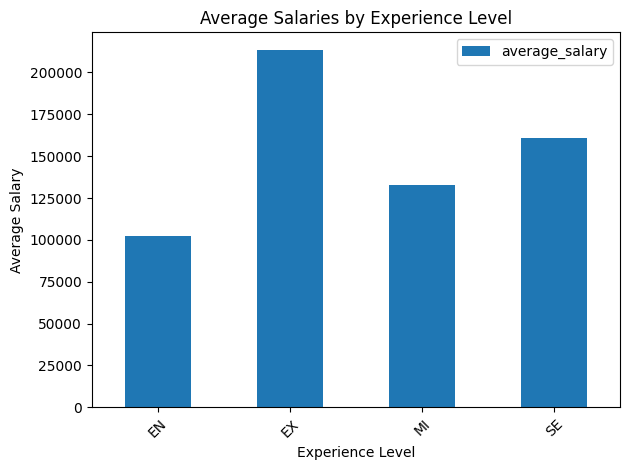 Average Salaries by Experience Level
average_salary
Average Salary
200000
175000
150000
125000
100000
75000
50000
25000
0
EN
EX
MI
SE
Experience Level